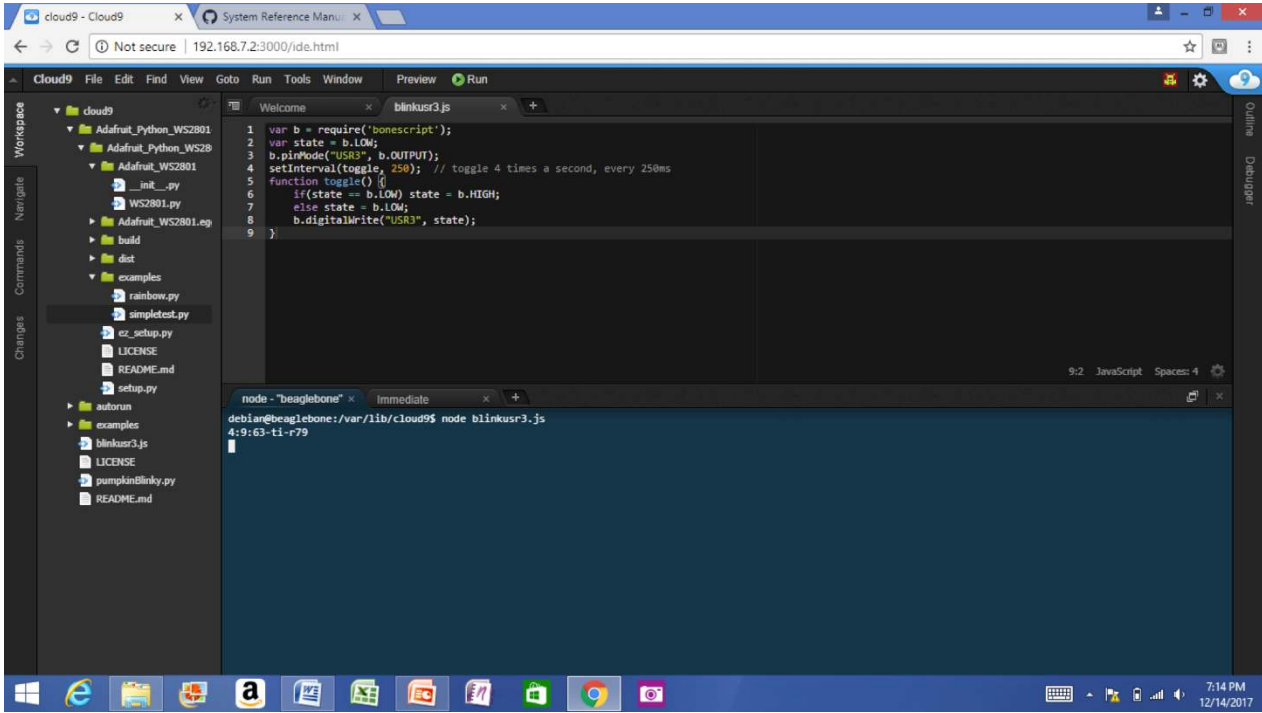 cloud9 - Cloud9
System Reference Manu
Not secure | 192.168.7.2:3000/ide.html
Cloud9 File Edit Find View Goto Run Tools Window Preview Run
Workspace
Navigate
Commands
Changes
cloud9
Adafruit_Python_WS2801
Adafruit_Python_WS28
Adafruit_WS2801
__init__.py
WS2801.py
Adafruit_WS2801.eg
build
dist
examples
rainbow.py
simpletest.py
ez_setup.py
LICENSE
README.md
setup.py
autorun
examples
blinkusr3.js
LICENSE
pumpkinBlinky.py
README.md
Welcome
blinkusr3.js
1 var b = require('bonescript');
2 var state = b.LOW;
3 b.pinMode("USR3", b.OUTPUT);
4 setInterval(toggle, 250); // toggle 4 times a second, every 250ms
5 function toggle() {
6 if(state == b.LOW) state = b.HIGH;
7 else state = b.LOW;
8 b.digitalWrite("USR3", state);
9 }
9:2 JavaScript Spaces: 4
node - "beaglebone"
Immediate
debian@beaglebone:/var/lib/cloud9$ node blinkusr3.js
4:9:63-ti-r79
Outline
Debugger
7:14 PM
12/14/2017